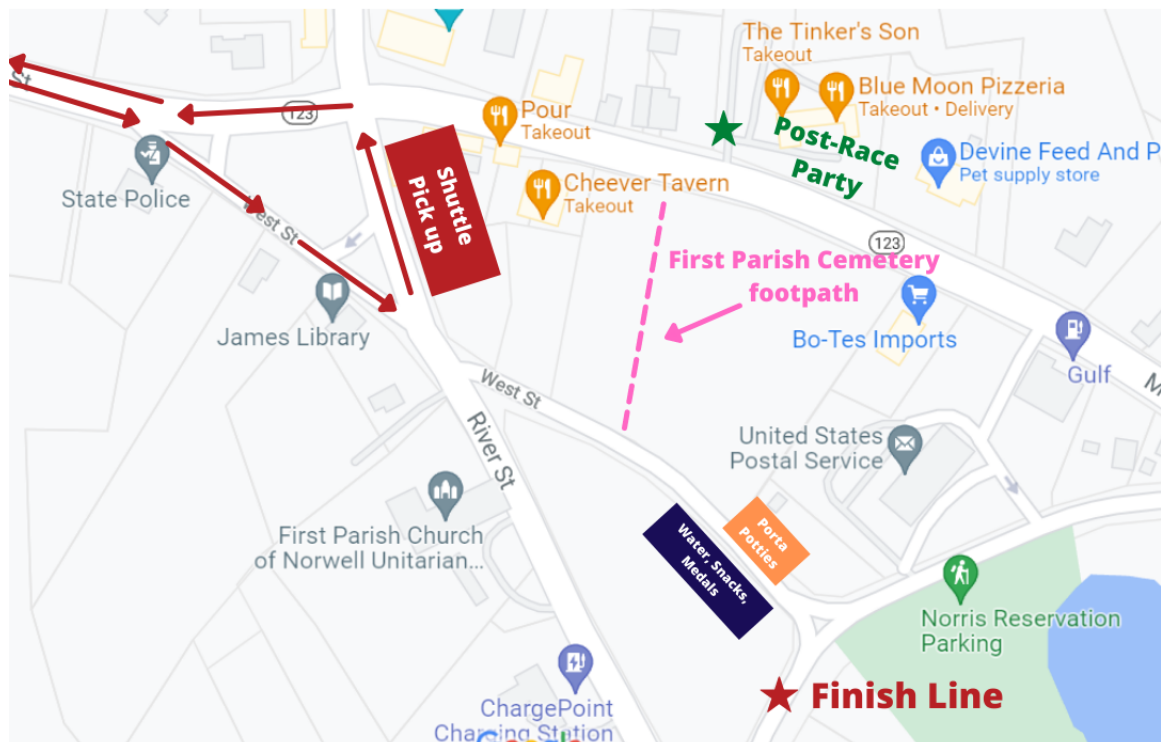 The Tinker's Son
Takeout
Blue Moon Pizzeria
Takeout • Delivery
Pour
Takeout
123
St
Post-Race
Party
Devine Feed And P
Pet supply store
State Police
Shuttle
Pick up
Cheever Tavern
Takeout
West St
123
First Parish Cemetery
footpath
James Library
Bo-Tes Imports
Gulf
M
West St
River St
United States
Postal Service
First Parish Church
of Norwell Unitarian...
Porta
Potties
Water, Snacks,
Medals
Norris Reservation
Parking
Finish Line
ChargePoint
Charging Station